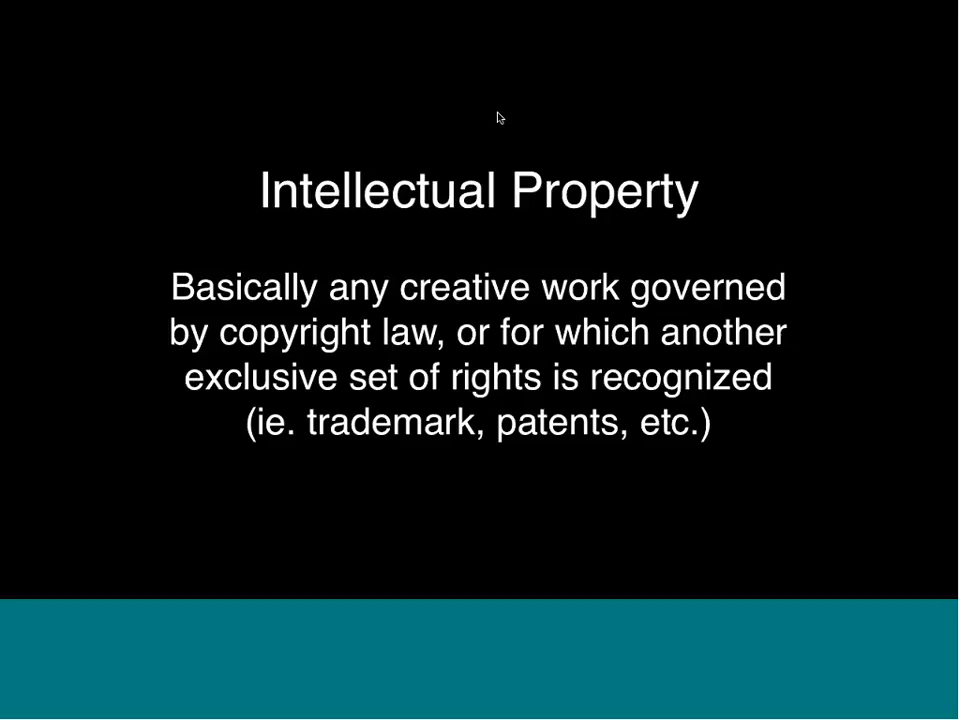 Intellectual Property
Basically any creative work governed
by copyright law, or for which another
exclusive set of rights is recognized
(ie. trademark, patents, etc.)